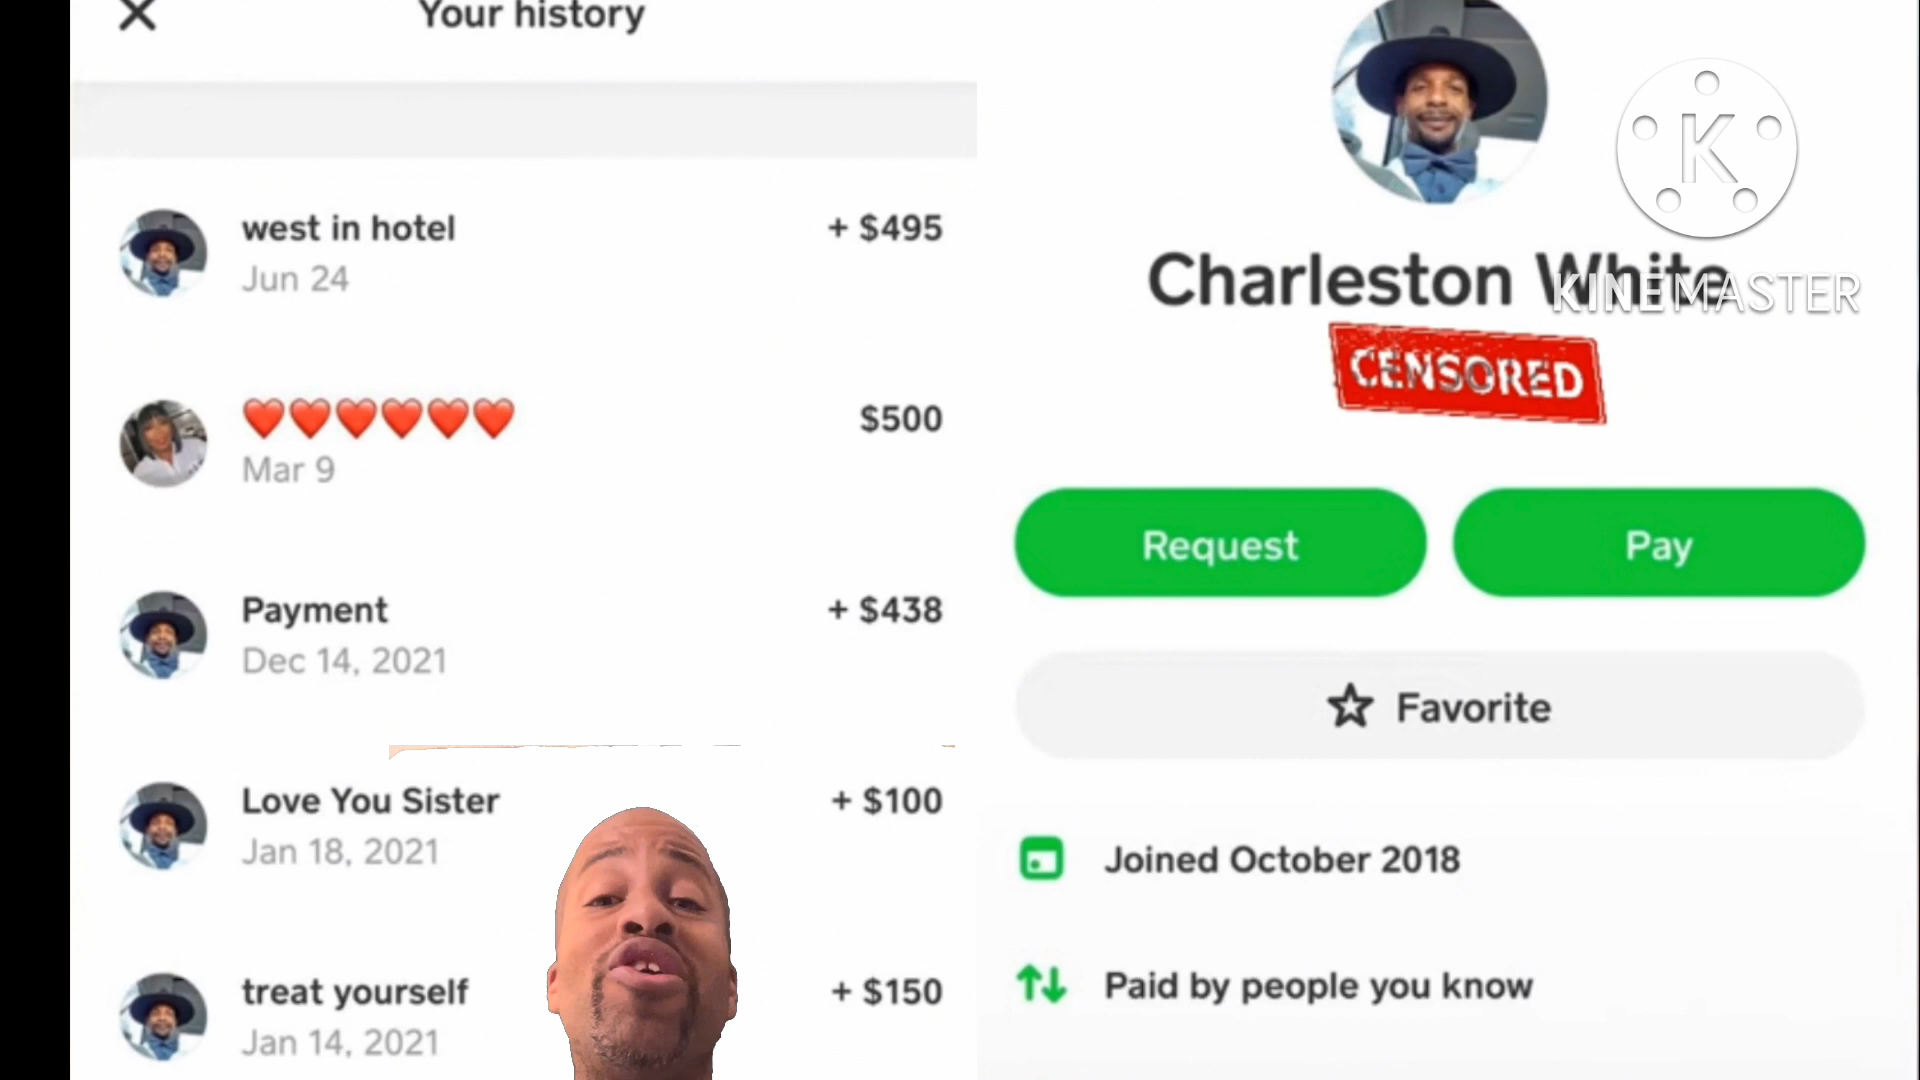 Your history
west in hotel
+ $495
Jun 24
❤️❤️❤️❤️❤️❤️
$500
Mar 9
Payment
+ $438
Dec 14, 2021
Love You Sister
+ $100
Jan 18, 2021
treat yourself
+ $150
Jan 14, 2021
K
Charleston White
KINEMASTER
CENSORED
Request
Pay
Favorite
Joined October 2018
Paid by people you know